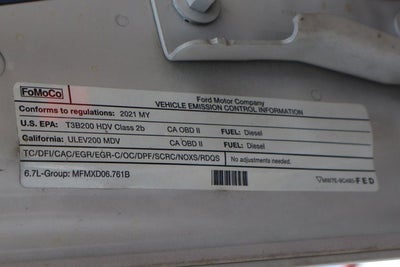 FoMoCo
Ford Motor Company
VEHICLE EMISSION CONTROL INFORMATION
Conforms to regulations: 2021 MY
U.S. EPA: T3B200 HDV Class 2b CA OBD II FUEL: Diesel
California: ULEV200 MDV CA OBD II FUEL: Diesel
TC/DFI/CAC/EGR/EGR-C/OC/DPF/SCRC/NOXS/RDQS No adjustments needed.
6.7L-Group: MFMXD06.761B
FED